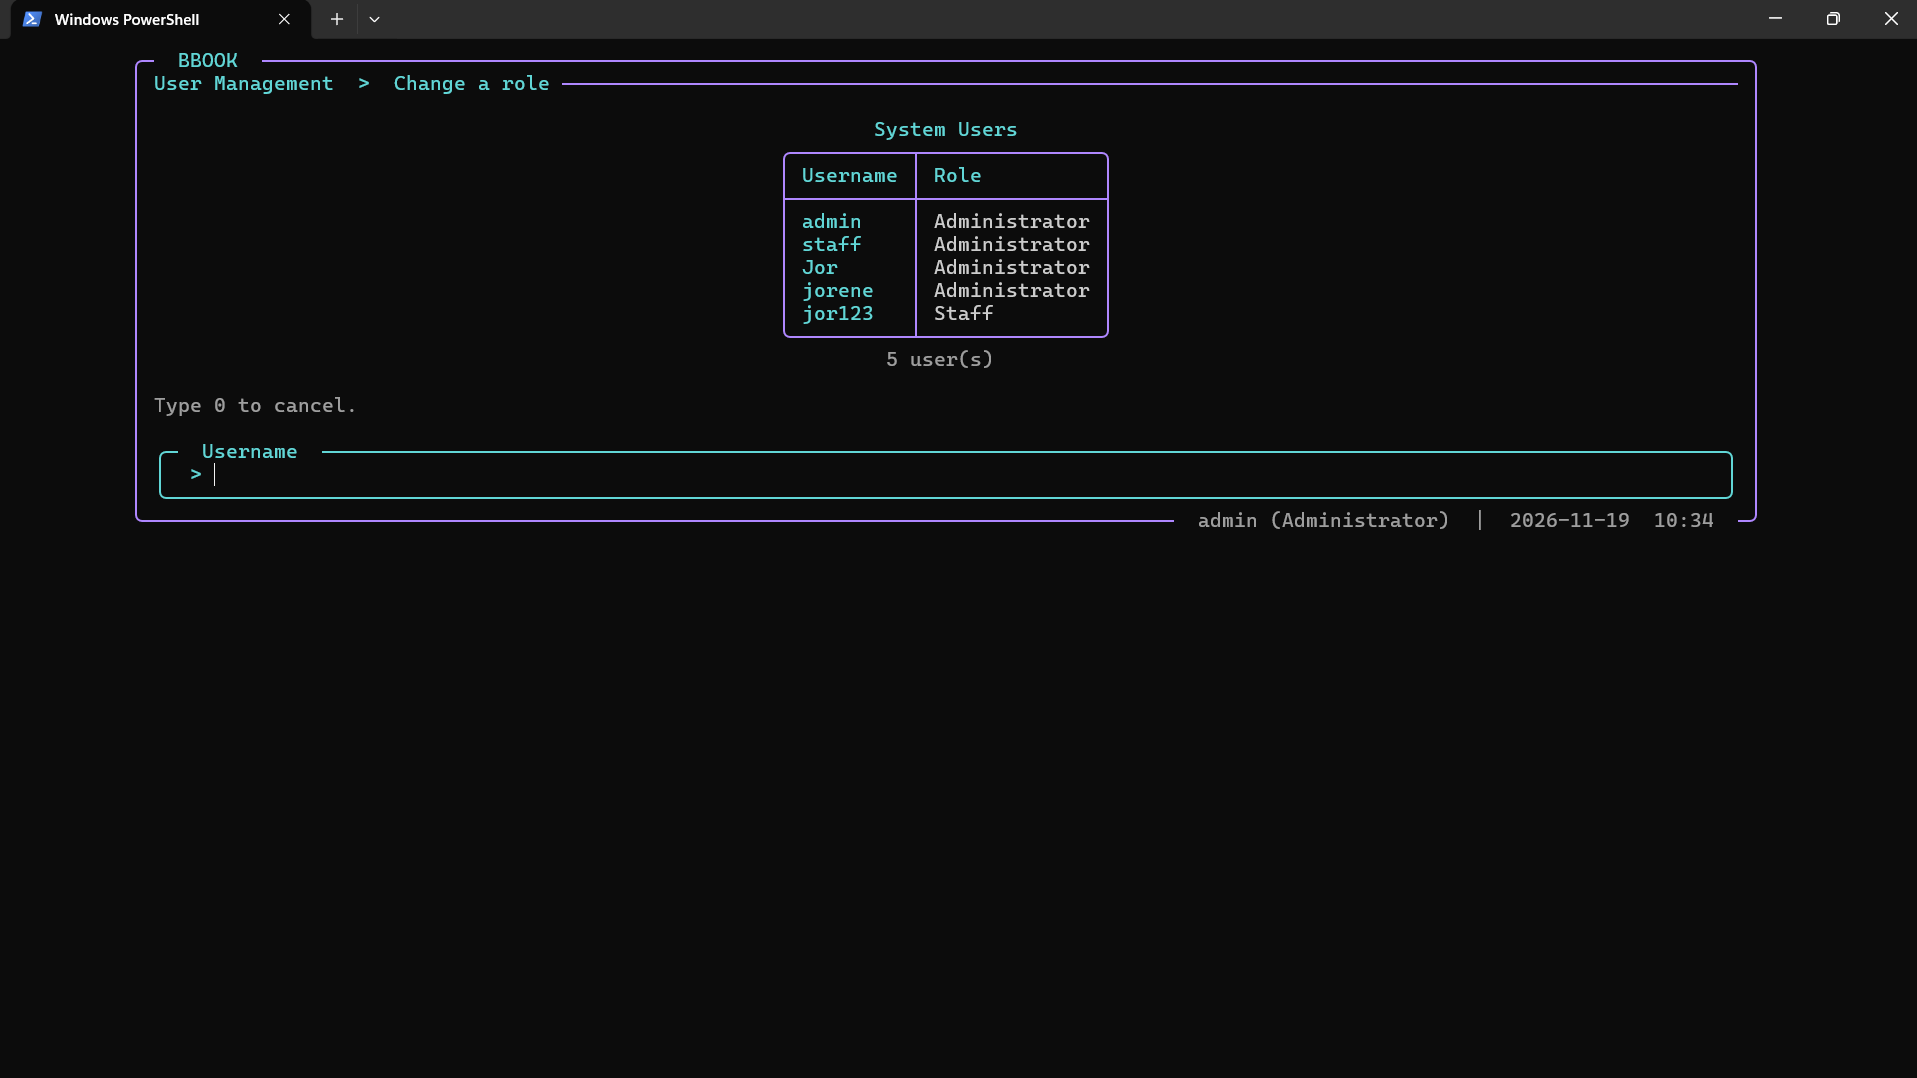 Windows PowerShell
BBOOK
User Management > Change a role
System Users
Username Role
admin Administrator
staff Administrator
Jor Administrator
jorene Administrator
jor123 Staff
5 user(s)
Type 0 to cancel.
Username
>
admin (Administrator) | 2026-11-19 10:34